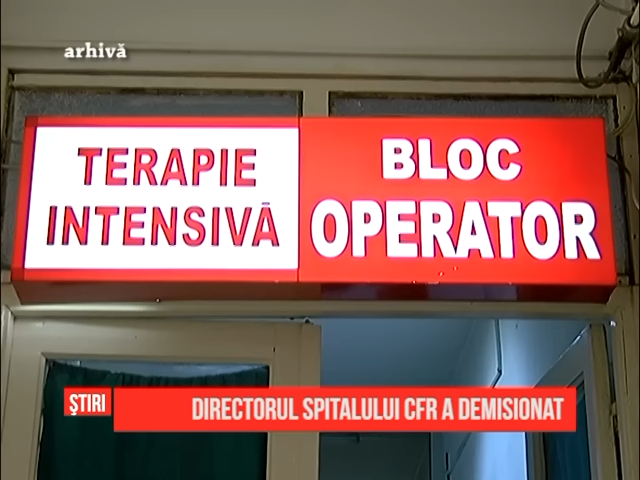 arhivă
TERAPIE
INTENSIVĂ
BLOC
OPERATOR
ŞTIRI
DIRECTORUL SPITALULUI CFR A DEMISIONAT